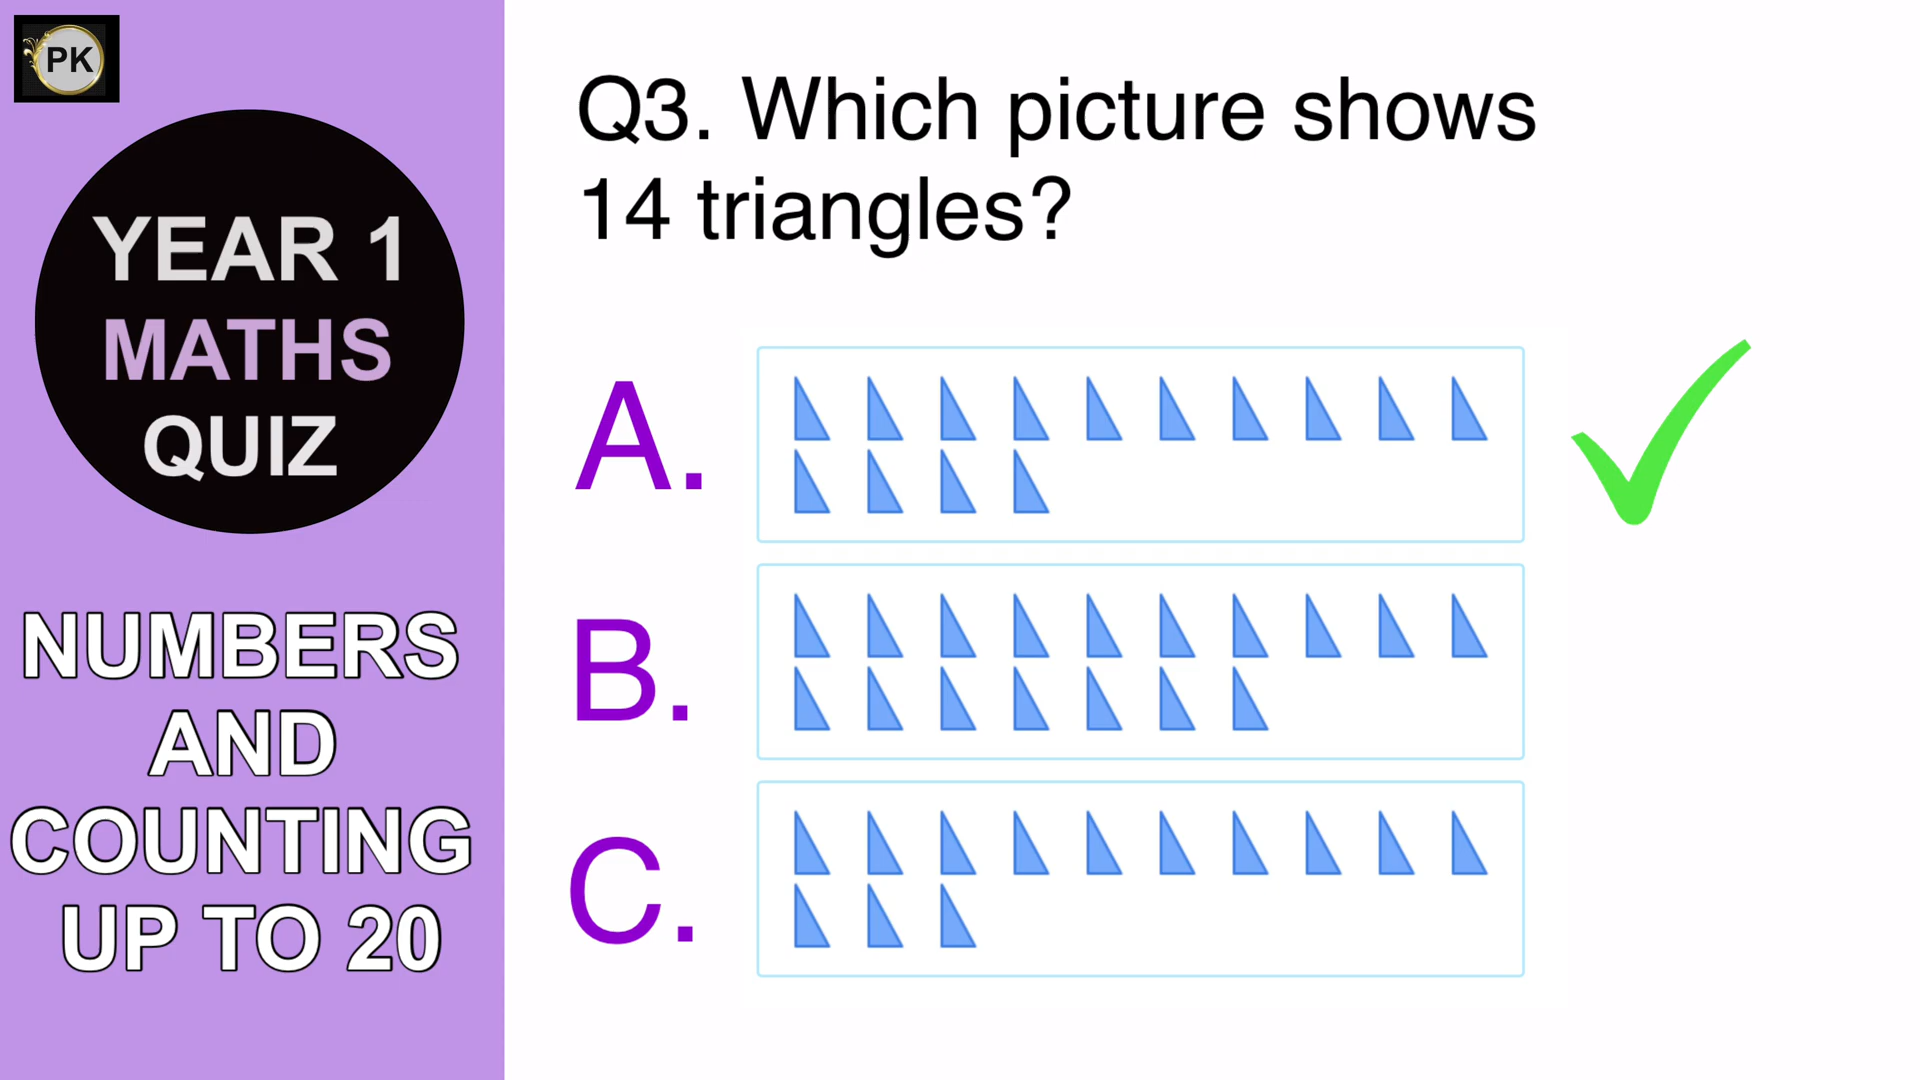 PK
YEAR 1
MATHS
QUIZ
NUMBERS
AND
COUNTING
UP TO 20
Q3. Which picture shows
14 triangles?
A.
B.
C.